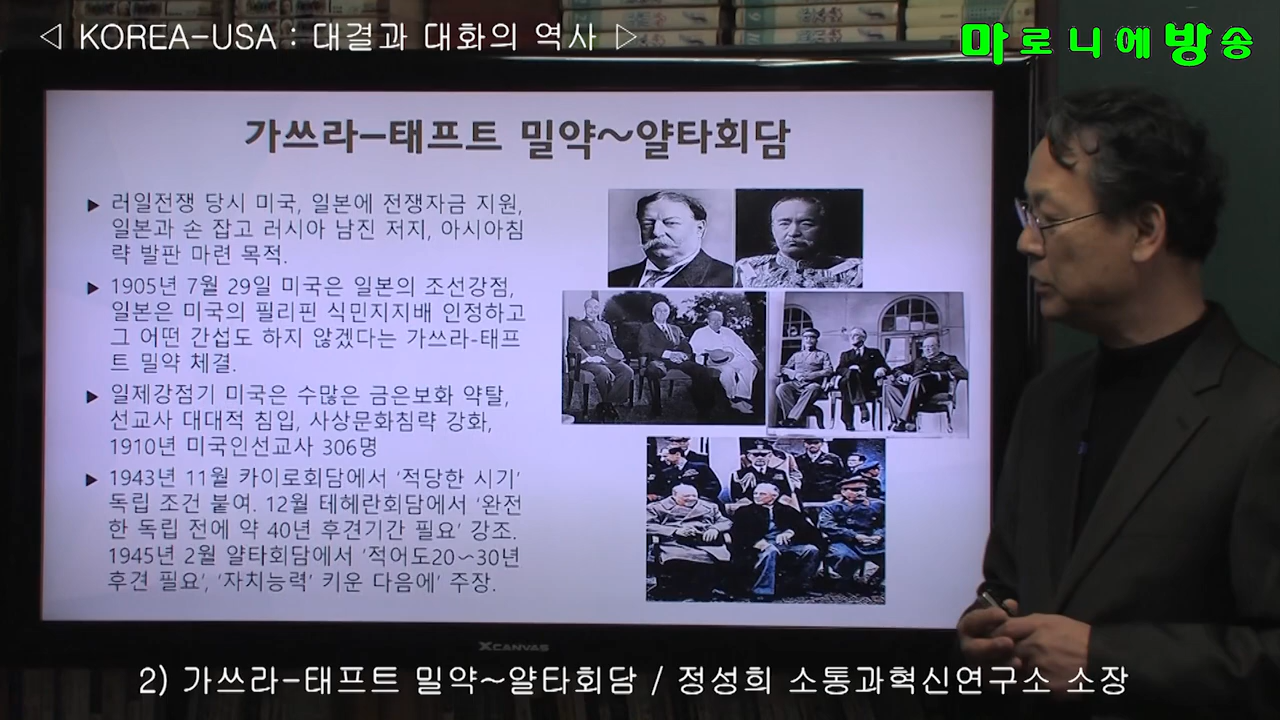 ◁ KOREA-USA : 대결과 대화의 역사 ▷
마로니에방송
가쓰라-태프트 밀약~얄타회담
▶ 러일전쟁 당시 미국, 일본에 전쟁자금 지원,
일본과 손 잡고 러시아 남진 저지, 아시아침
략 발판 마련 목적.
▶ 1905년 7월 29일 미국은 일본의 조선강점,
일본은 미국의 필리핀 식민지지배 인정하고
그 어떤 간섭도 하지 않겠다는 가쓰라-태프
트 밀약 체결.
▶ 일제강점기 미국은 수많은 금은보화 약탈,
선교사 대대적 침입, 사상문화침략 강화,
1910년 미국인선교사 306명
▶ 1943년 11월 카이로회담에서 ‘적당한 시기’
독립 조건 붙여. 12월 테헤란회담에서 ‘완전
한 독립 전에 약 40년 후견기간 필요’ 강조.
1945년 2월 얄타회담에서 ‘적어도20~30년
후견 필요’, ‘자치능력’ 키운 다음에’ 주장.
XCANVAS
2) 가쓰라-태프트 밀약~얄타회담 / 정성희 소통과혁신연구소 소장